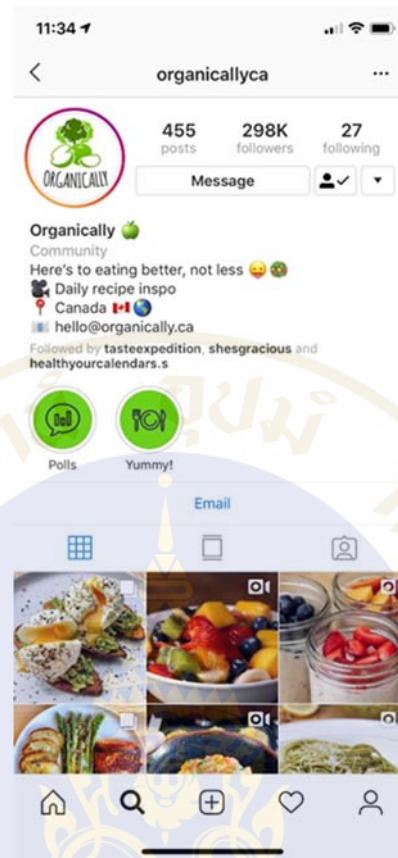 11:34
organicallyca
455 298K 27
posts followers following
ORGANICALLY
Message
Organically 🍏
Community
Here's to eating better, not less 😛🥗
🎥 Daily recipe inspo
📍 Canada 🇨🇦🌎
📧 hello@organically.ca
Followed by tasteexpedition, shesgracious and
healthyourcalendars.s
Polls Yummy!
Email